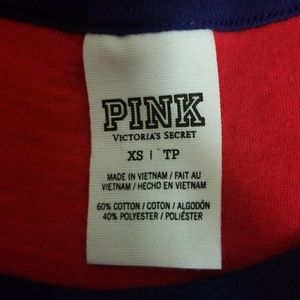 PINK
VICTORIA'S SECRET
XS | TP
MADE IN VIETNAM / FAIT AU
VIETNAM / HECHO EN VIETNAM
60% COTTON / COTON / ALGODÓN
40% POLYESTER / POLIÉSTER